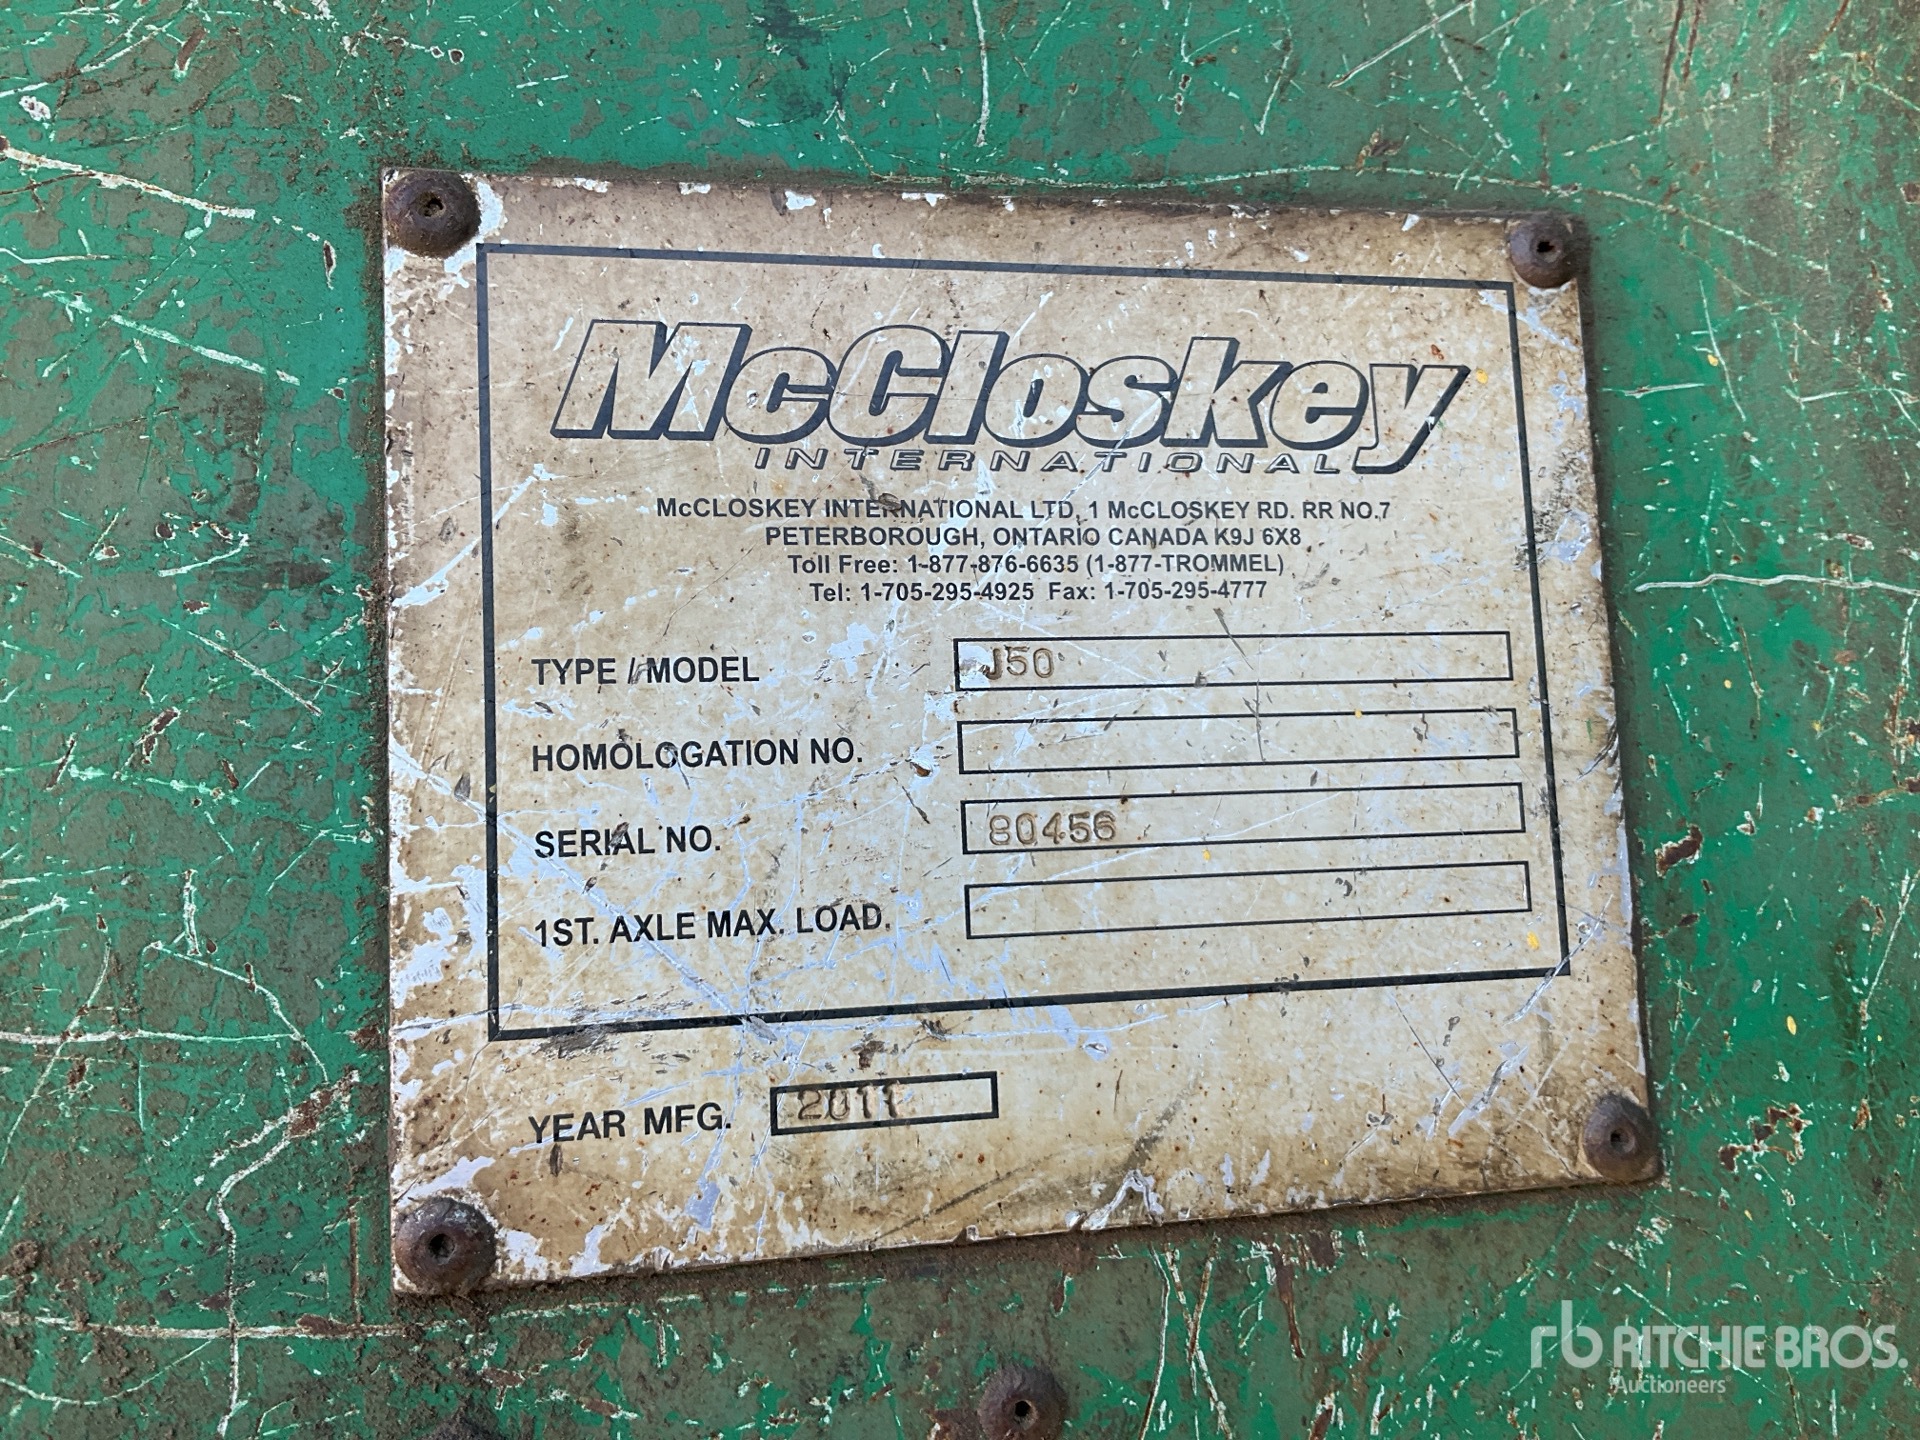 McCloskey
INTERNATIONAL
McCLOSKEY INTERNATIONAL LTD, 1 McCLOSKEY RD. RR NO.7
PETERBOROUGH, ONTARIO CANADA K9J 6X8
Toll Free: 1-877-876-6635 (1-877-TROMMEL)
Tel: 1-705-295-4925 Fax: 1-705-295-4777
TYPE / MODEL J50
HOMOLOGATION NO.
SERIAL NO. 80456
1ST. AXLE MAX. LOAD.
YEAR MFG. 2011
rb RITCHIE BROS.
Auctioneers